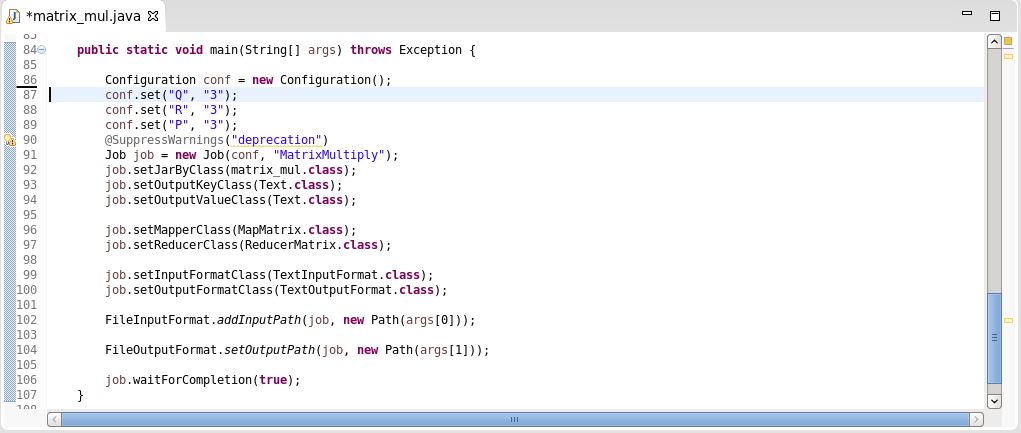 *matrix_mul.java
83
84 public static void main(String[] args) throws Exception {
85
86 Configuration conf = new Configuration();
87 conf.set("Q", "3");
88 conf.set("R", "3");
89 conf.set("P", "3");
90 @SuppressWarnings("deprecation")
91 Job job = new Job(conf, "MatrixMultiply");
92 job.setJarByClass(matrix_mul.class);
93 job.setOutputKeyClass(Text.class);
94 job.setOutputValueClass(Text.class);
95
96 job.setMapperClass(MapMatrix.class);
97 job.setReducerClass(ReducerMatrix.class);
98
99 job.setInputFormatClass(TextInputFormat.class);
100 job.setOutputFormatClass(TextOutputFormat.class);
101
102 FileInputFormat.addInputPath(job, new Path(args[0]));
103
104 FileOutputFormat.setOutputPath(job, new Path(args[1]));
105
106 job.waitForCompletion(true);
107 }
108